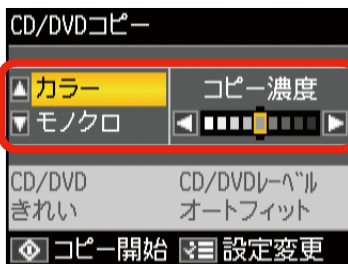 CD/DVDコピー
カラー コピー濃度
モノクロ
CD/DVD CD/DVDレーベル
きれい オートフィット
コピー開始 設定変更